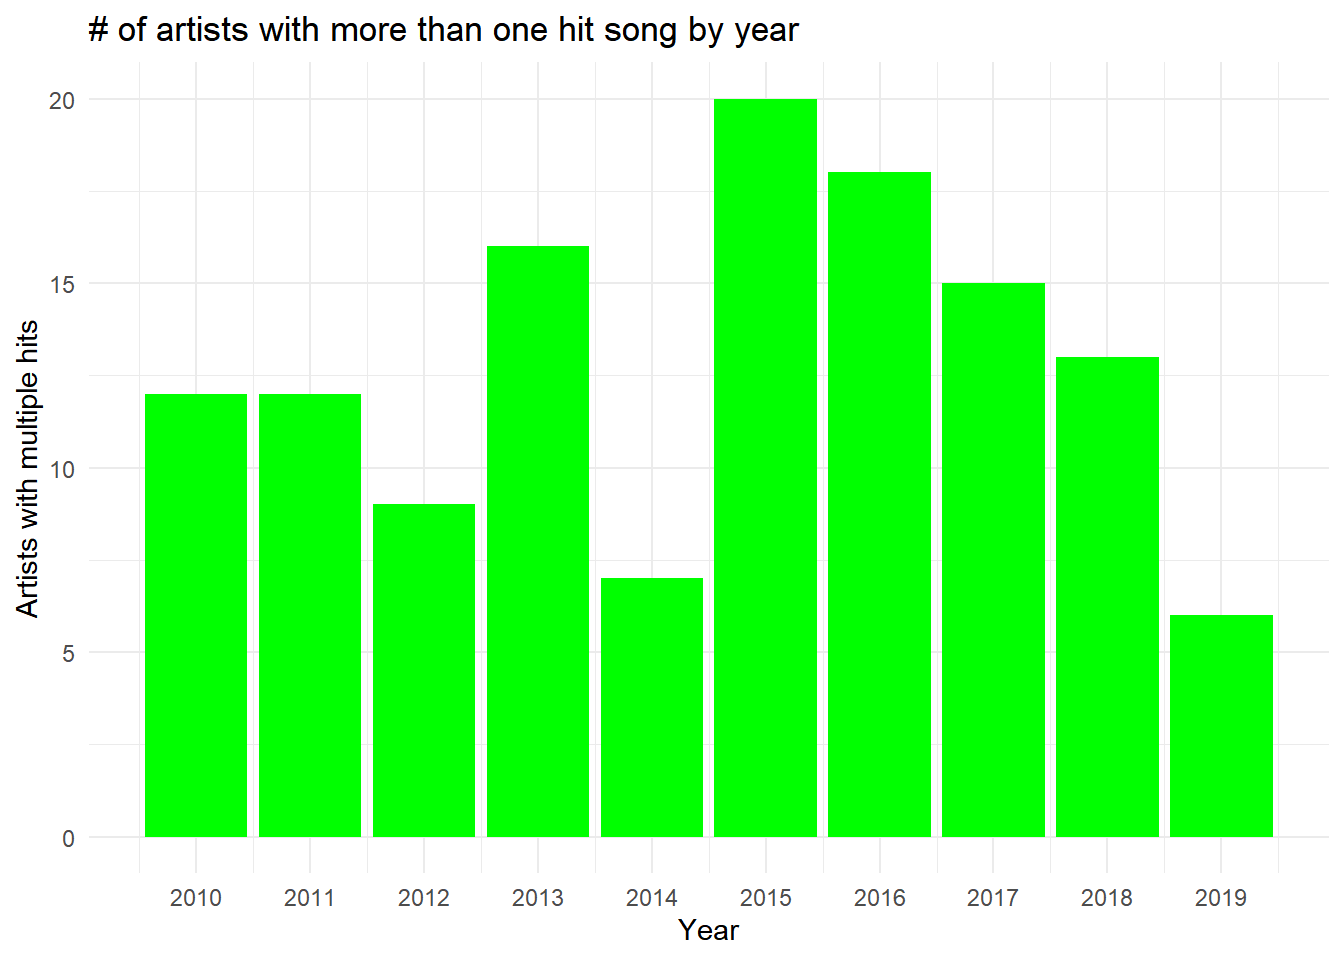 # of artists with more than one hit song by year
Artists with multiple hits
20
15
10
5
0
2010 2011 2012 2013 2014 2015 2016 2017 2018 2019
Year